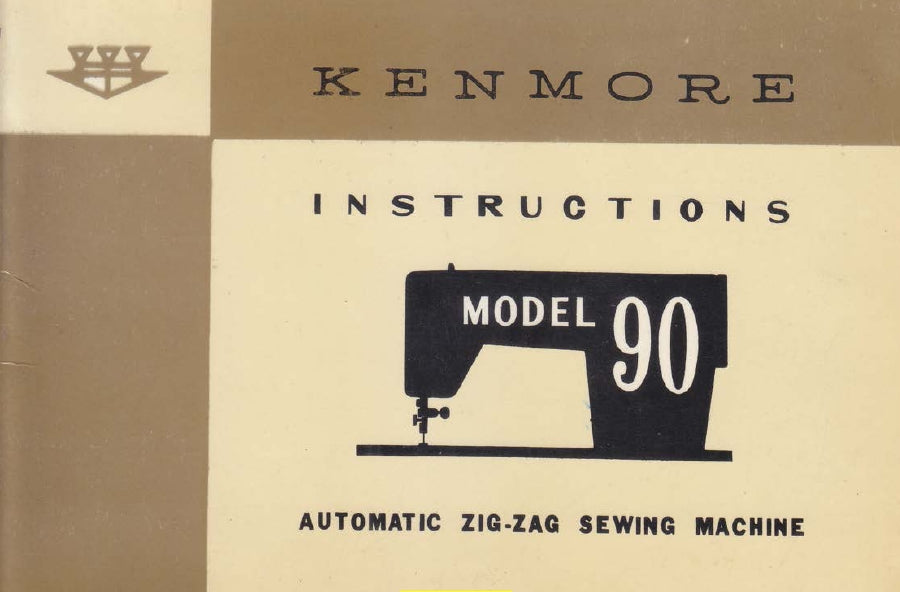 KENMORE
INSTRUCTIONS
MODEL 90
AUTOMATIC ZIG-ZAG SEWING MACHINE